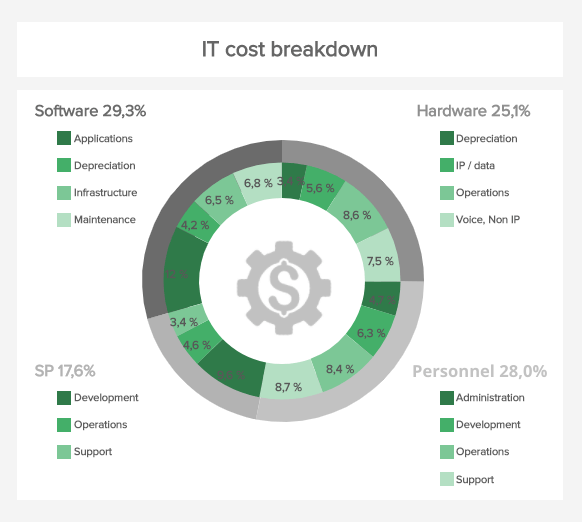 IT cost breakdown
Software 29,3%
Applications
Depreciation
Infrastructure
Maintenance
Hardware 25,1%
Depreciation
IP / data
Operations
Voice, Non IP
6,8 %
5,6 %
6,5 %
8,6 %
4,2 %
7,5 %
$
3,4 %
6,3 %
4,6 %
8,4 %
8,7 %
SP 17,6%
Development
Operations
Support
Personnel 28,0%
Administration
Development
Operations
Support